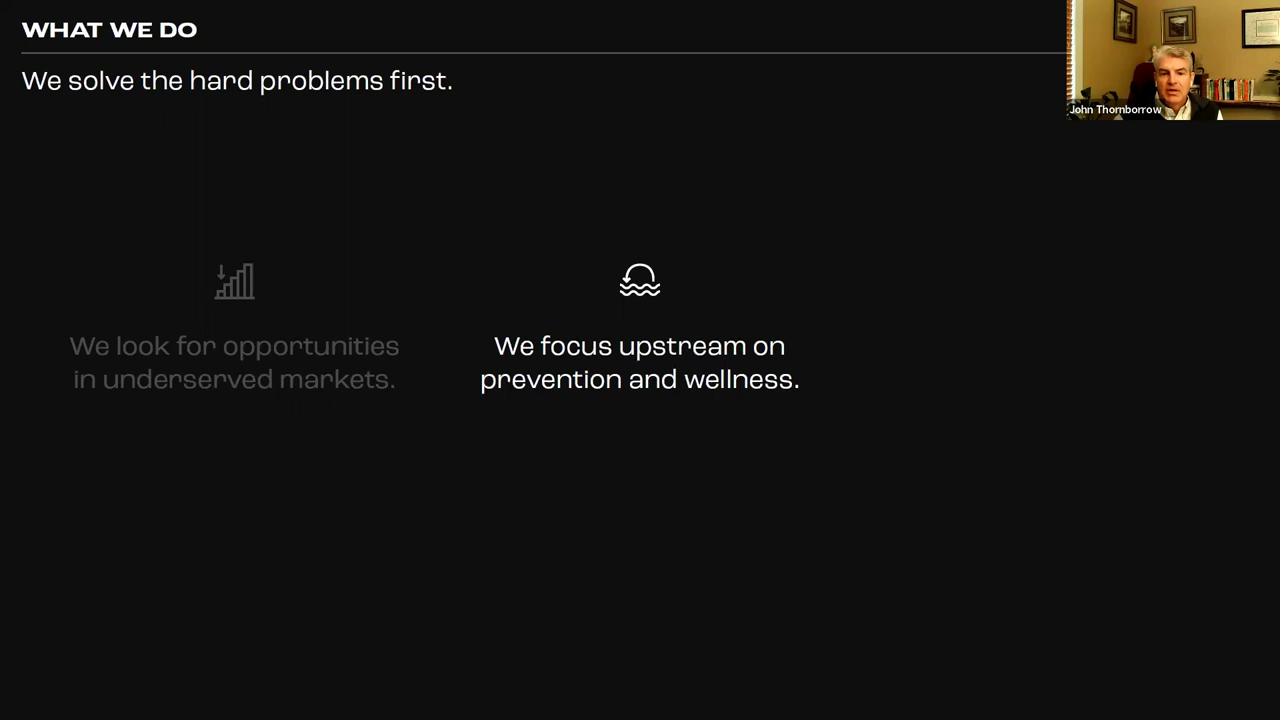 WHAT WE DO
We solve the hard problems first.
John Thornborrow
We look for opportunities
in underserved markets.
We focus upstream on
prevention and wellness.